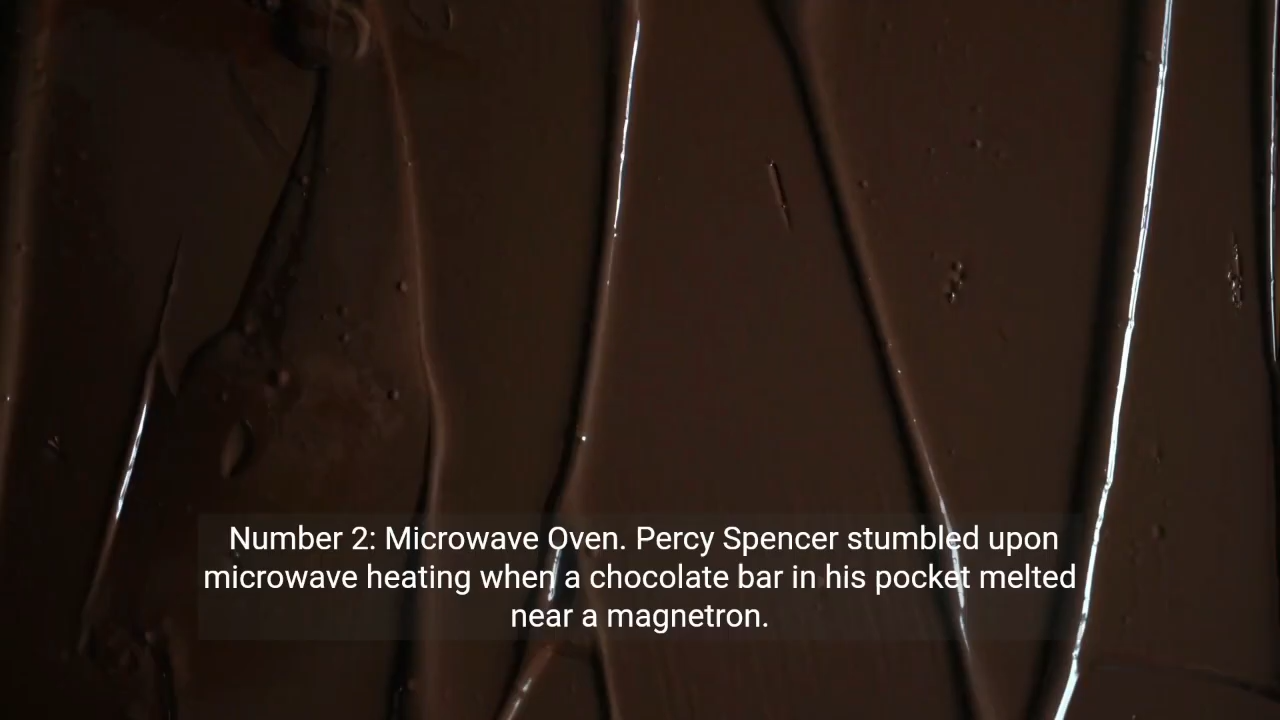 Number 2: Microwave Oven. Percy Spencer stumbled upon
microwave heating when a chocolate bar in his pocket melted
near a magnetron.